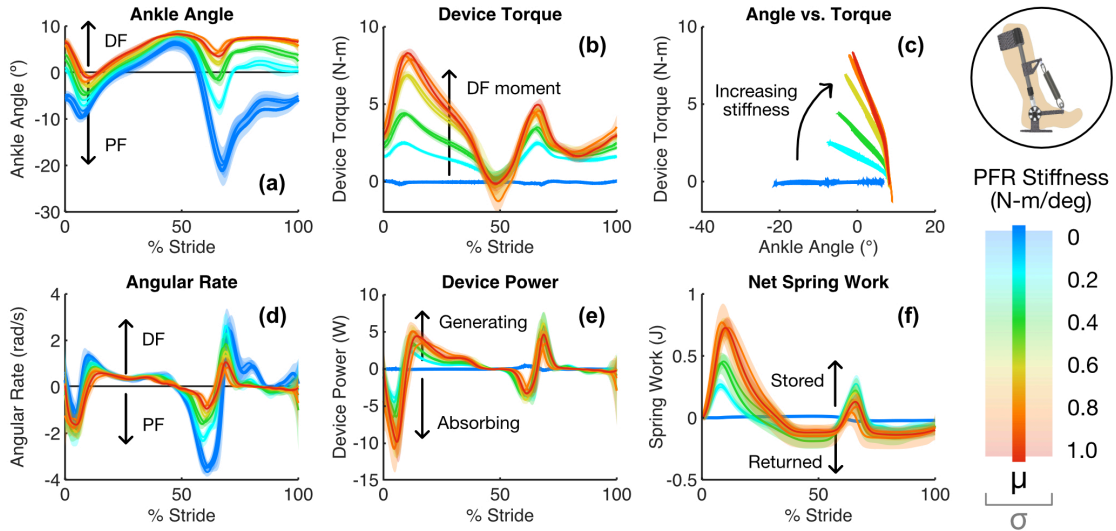 Ankle Angle
10
0
-10
-20
-30
Ankle Angle (°)
DF
PF
(a)
0
50
100
% Stride
Device Torque
10
5
0
Device Torque (N-m)
(b)
DF moment
0
50
100
% Stride
Angle vs. Torque
10
5
0
Device Torque (N-m)
(c)
Increasing
stiffness
-40
-20
0
20
Ankle Angle (°)
PFR Stiffness
(N-m/deg)
0
0.2
0.4
0.6
0.8
1.0
μ
σ
Angular Rate
4
2
0
-2
-4
Angular Rate (rad/s)
(d)
DF
PF
0
50
100
% Stride
Device Power
10
5
0
-5
-10
-15
Device Power (W)
(e)
Generating
Absorbing
0
50
100
% Stride
Net Spring Work
1
0.5
0
-0.5
Spring Work (J)
(f)
Stored
Returned
0
50
100
% Stride